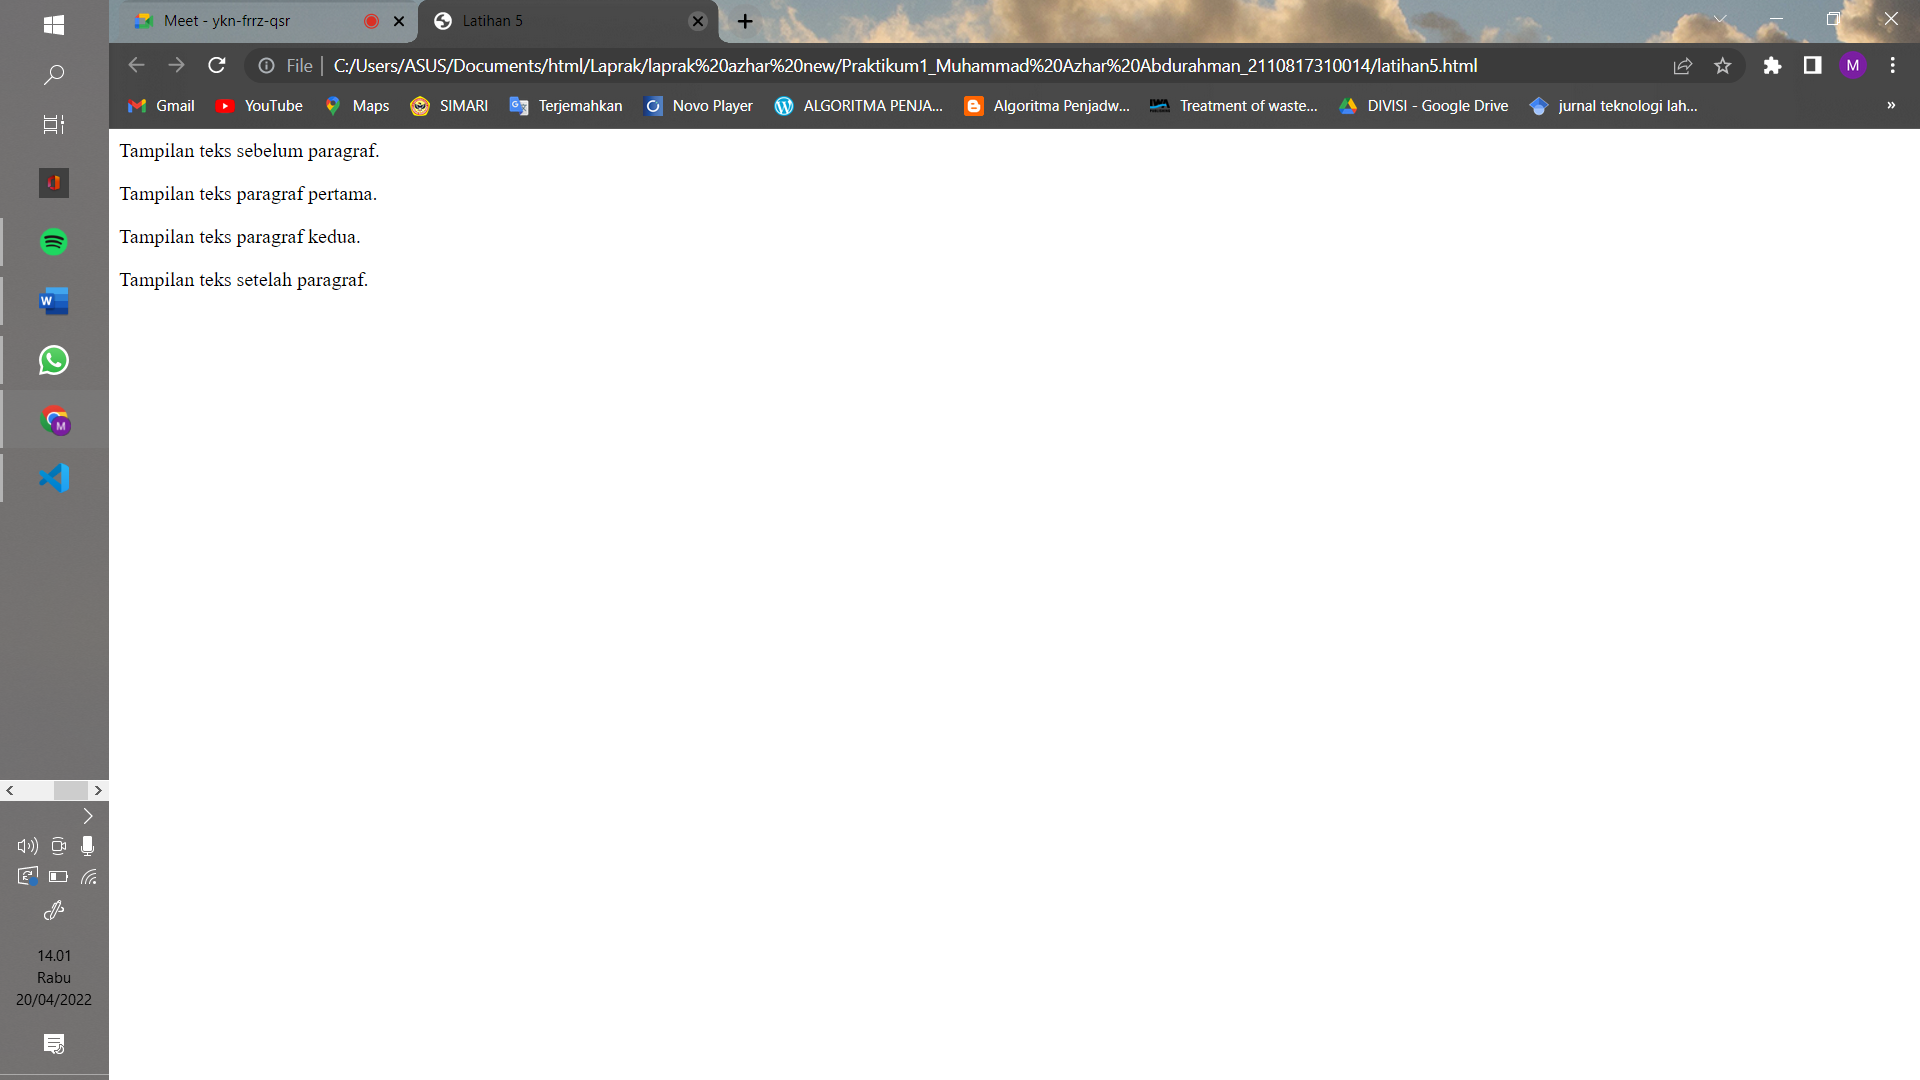 Meet - ykn-frrz-qsr
Latihan 5
File | C:/Users/ASUS/Documents/html/Laprak/laprak%20azhar%20new/Praktikum1_Muhammad%20Azhar%20Abdurahman_2110817310014/latihan5.html
M
Gmail YouTube Maps SIMARI Terjemahkan Novo Player ALGORITMA PENJA... Algoritma Penjadw... Treatment of waste... DIVISI - Google Drive jurnal teknologi lah... »
Tampilan teks sebelum paragraf.
Tampilan teks paragraf pertama.
Tampilan teks paragraf kedua.
Tampilan teks setelah paragraf.
W
M
14.01
Rabu
20/04/2022